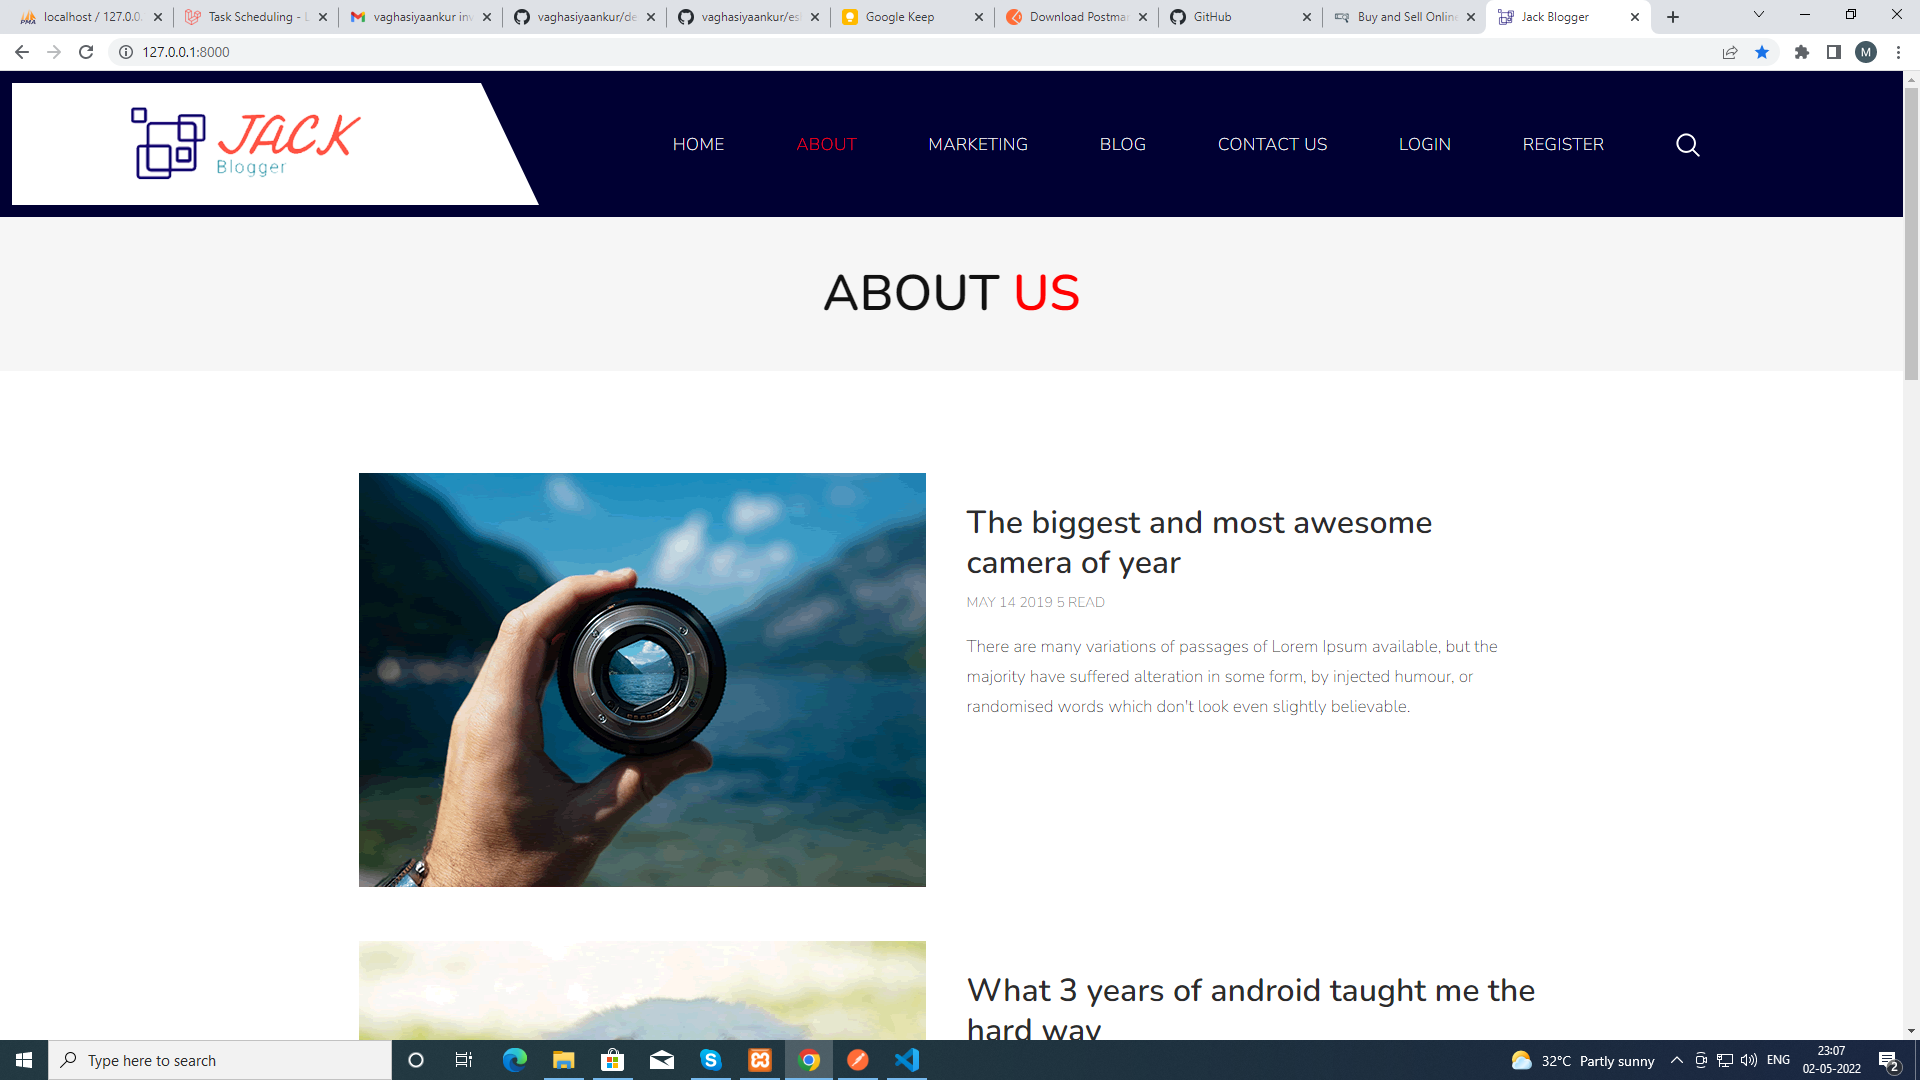 localhost / 127.0.0.
Task Scheduling - L
vaghasiyaankur inv
vaghasiyaankur/de
vaghasiyaankur/es
Google Keep
Download Postman
GitHub
Buy and Sell Online
Jack Blogger
127.0.0.1:8000
M
JACK
Blogger
HOME
ABOUT
MARKETING
BLOG
CONTACT US
LOGIN
REGISTER
ABOUT US
The biggest and most awesome
camera of year
MAY 14 2019 5 READ
There are many variations of passages of Lorem Ipsum available, but the
majority have suffered alteration in some form, by injected humour, or
randomised words which don't look even slightly believable.
What 3 years of android taught me the
hard way
Type here to search
32°C Partly sunny
ENG
23:07
02-05-2022
2